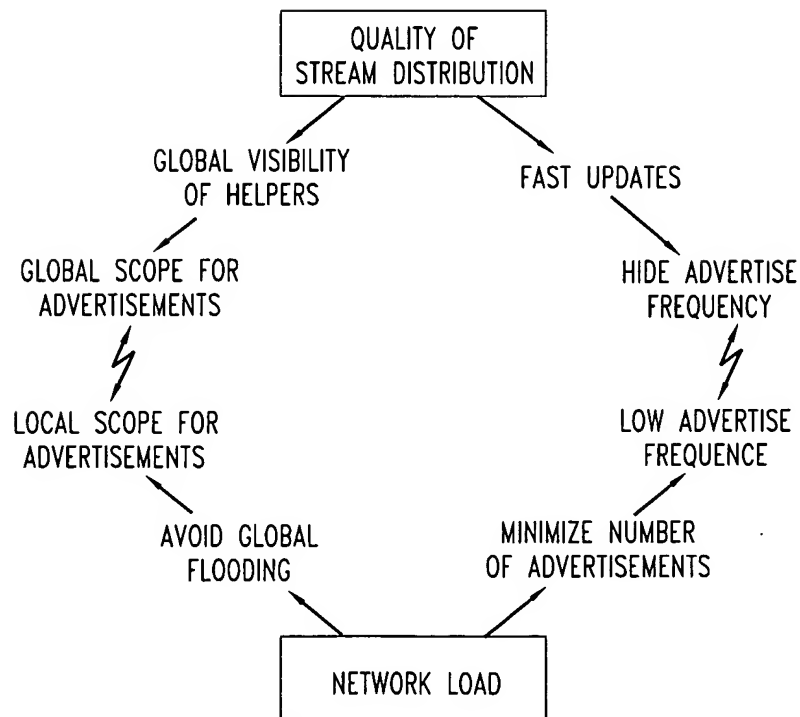 QUALITY OF
STREAM DISTRIBUTION
GLOBAL VISIBILITY
OF HELPERS
FAST UPDATES
GLOBAL SCOPE FOR
ADVERTISEMENTS
HIDE ADVERTISE
FREQUENCY
LOCAL SCOPE FOR
ADVERTISEMENTS
LOW ADVERTISE
FREQUENCE
AVOID GLOBAL
FLOODING
MINIMIZE NUMBER
OF ADVERTISEMENTS
NETWORK LOAD